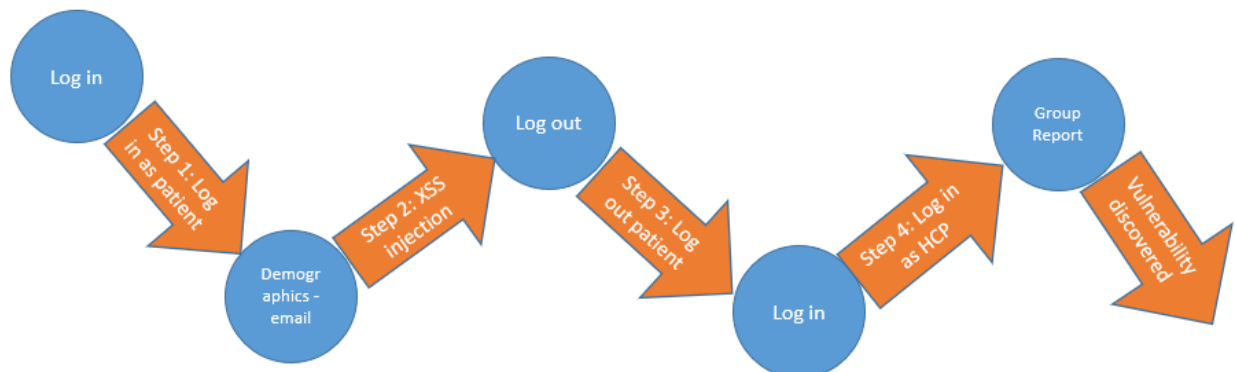 Log in
Step 1: Log
in as patient
Demogr
aphics -
email
Step 2: XSS
injection
Log out
Step 3: Log
out patient
Log in
Step 4: Log in
as HCP
Group
Report
Vulnerability
discovered